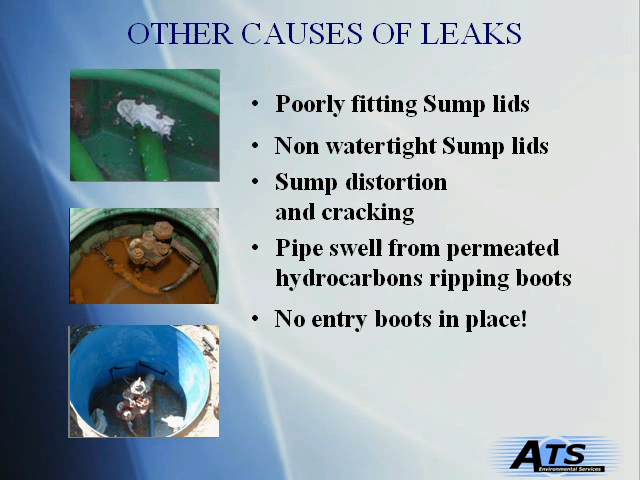 OTHER CAUSES OF LEAKS
• Poorly fitting Sump lids
• Non watertight Sump lids
• Sump distortion
and cracking
• Pipe swell from permeated
hydrocarbons ripping boots
• No entry boots in place!
ATS
Environmental Services